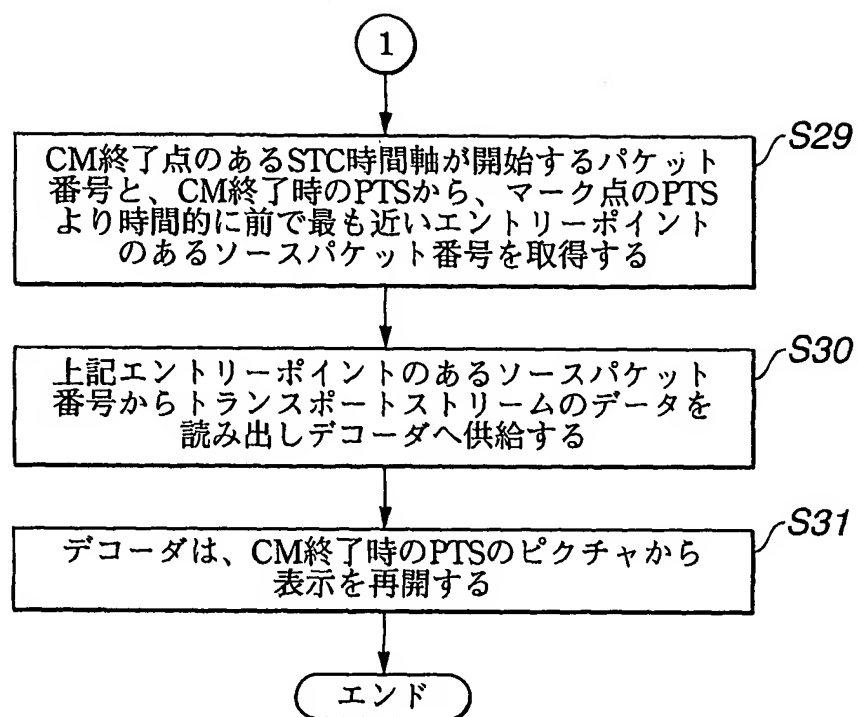 1
S29
CM終了点のあるSTC時間軸が開始するパケット
番号と、CM終了時のPTSから、マーク点のPTS
より時間的に前で最も近いエントリーポイント
のあるソースパケット番号を取得する
S30
上記エントリーポイントのあるソースパケット
番号からトランスポートストリームのデータを
読み出しデコーダへ供給する
S31
デコーダは、CM終了時のPTSのピクチャから
表示を再開する
エンド